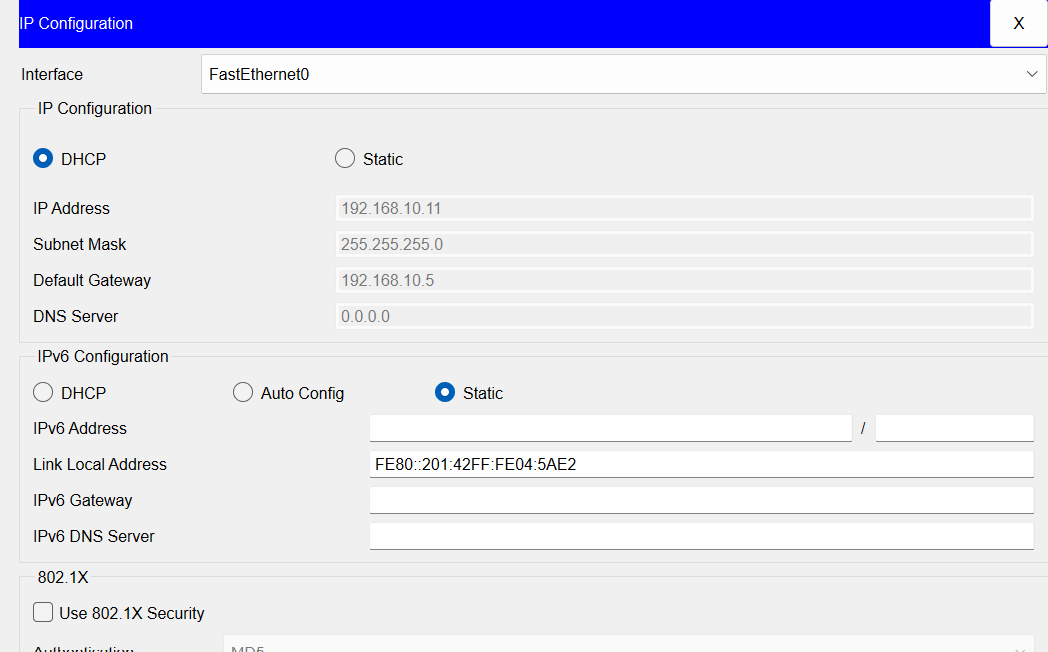 IP Configuration X
Interface FastEthernet0
IP Configuration
DHCP Static
IP Address 192.168.10.11
Subnet Mask 255.255.255.0
Default Gateway 192.168.10.5
DNS Server 0.0.0.0
IPv6 Configuration
DHCP Auto Config Static
IPv6 Address /
Link Local Address FE80::201:42FF:FE04:5AE2
IPv6 Gateway
IPv6 DNS Server
802.1X
Use 802.1X Security
Authentication MD5